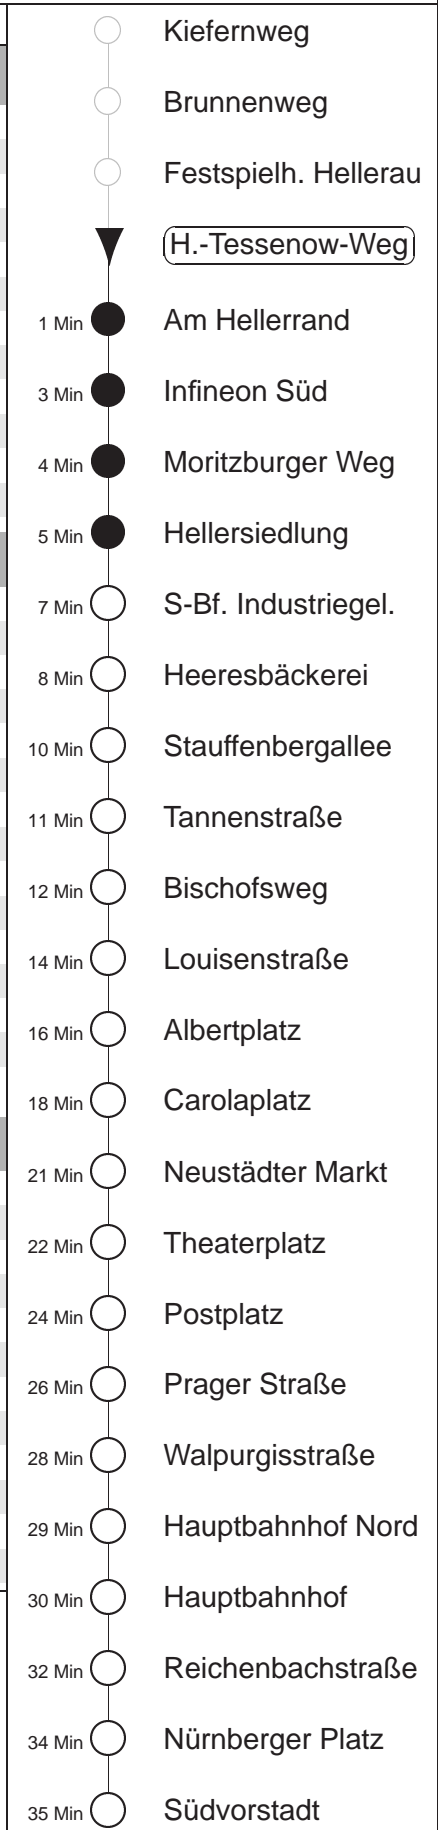 Kiefernweg
Brunnenweg
Festspielh. Hellerau
H.-Tessenow-Weg
1 Min Am Hellerrand
3 Min Infineon Süd
4 Min Moritzburger Weg
5 Min Hellersiedlung
7 Min S-Bf. Industriegel.
8 Min Heeresbäckerei
10 Min Stauffenbergallee
11 Min Tannenstraße
12 Min Bischofsweg
14 Min Louisenstraße
16 Min Albertplatz
18 Min Carolaplatz
21 Min Neustädter Markt
22 Min Theaterplatz
24 Min Postplatz
26 Min Prager Straße
28 Min Walpurgisstraße
29 Min Hauptbahnhof Nord
30 Min Hauptbahnhof
32 Min Reichenbachstraße
34 Min Nürnberger Platz
35 Min Südvorstadt